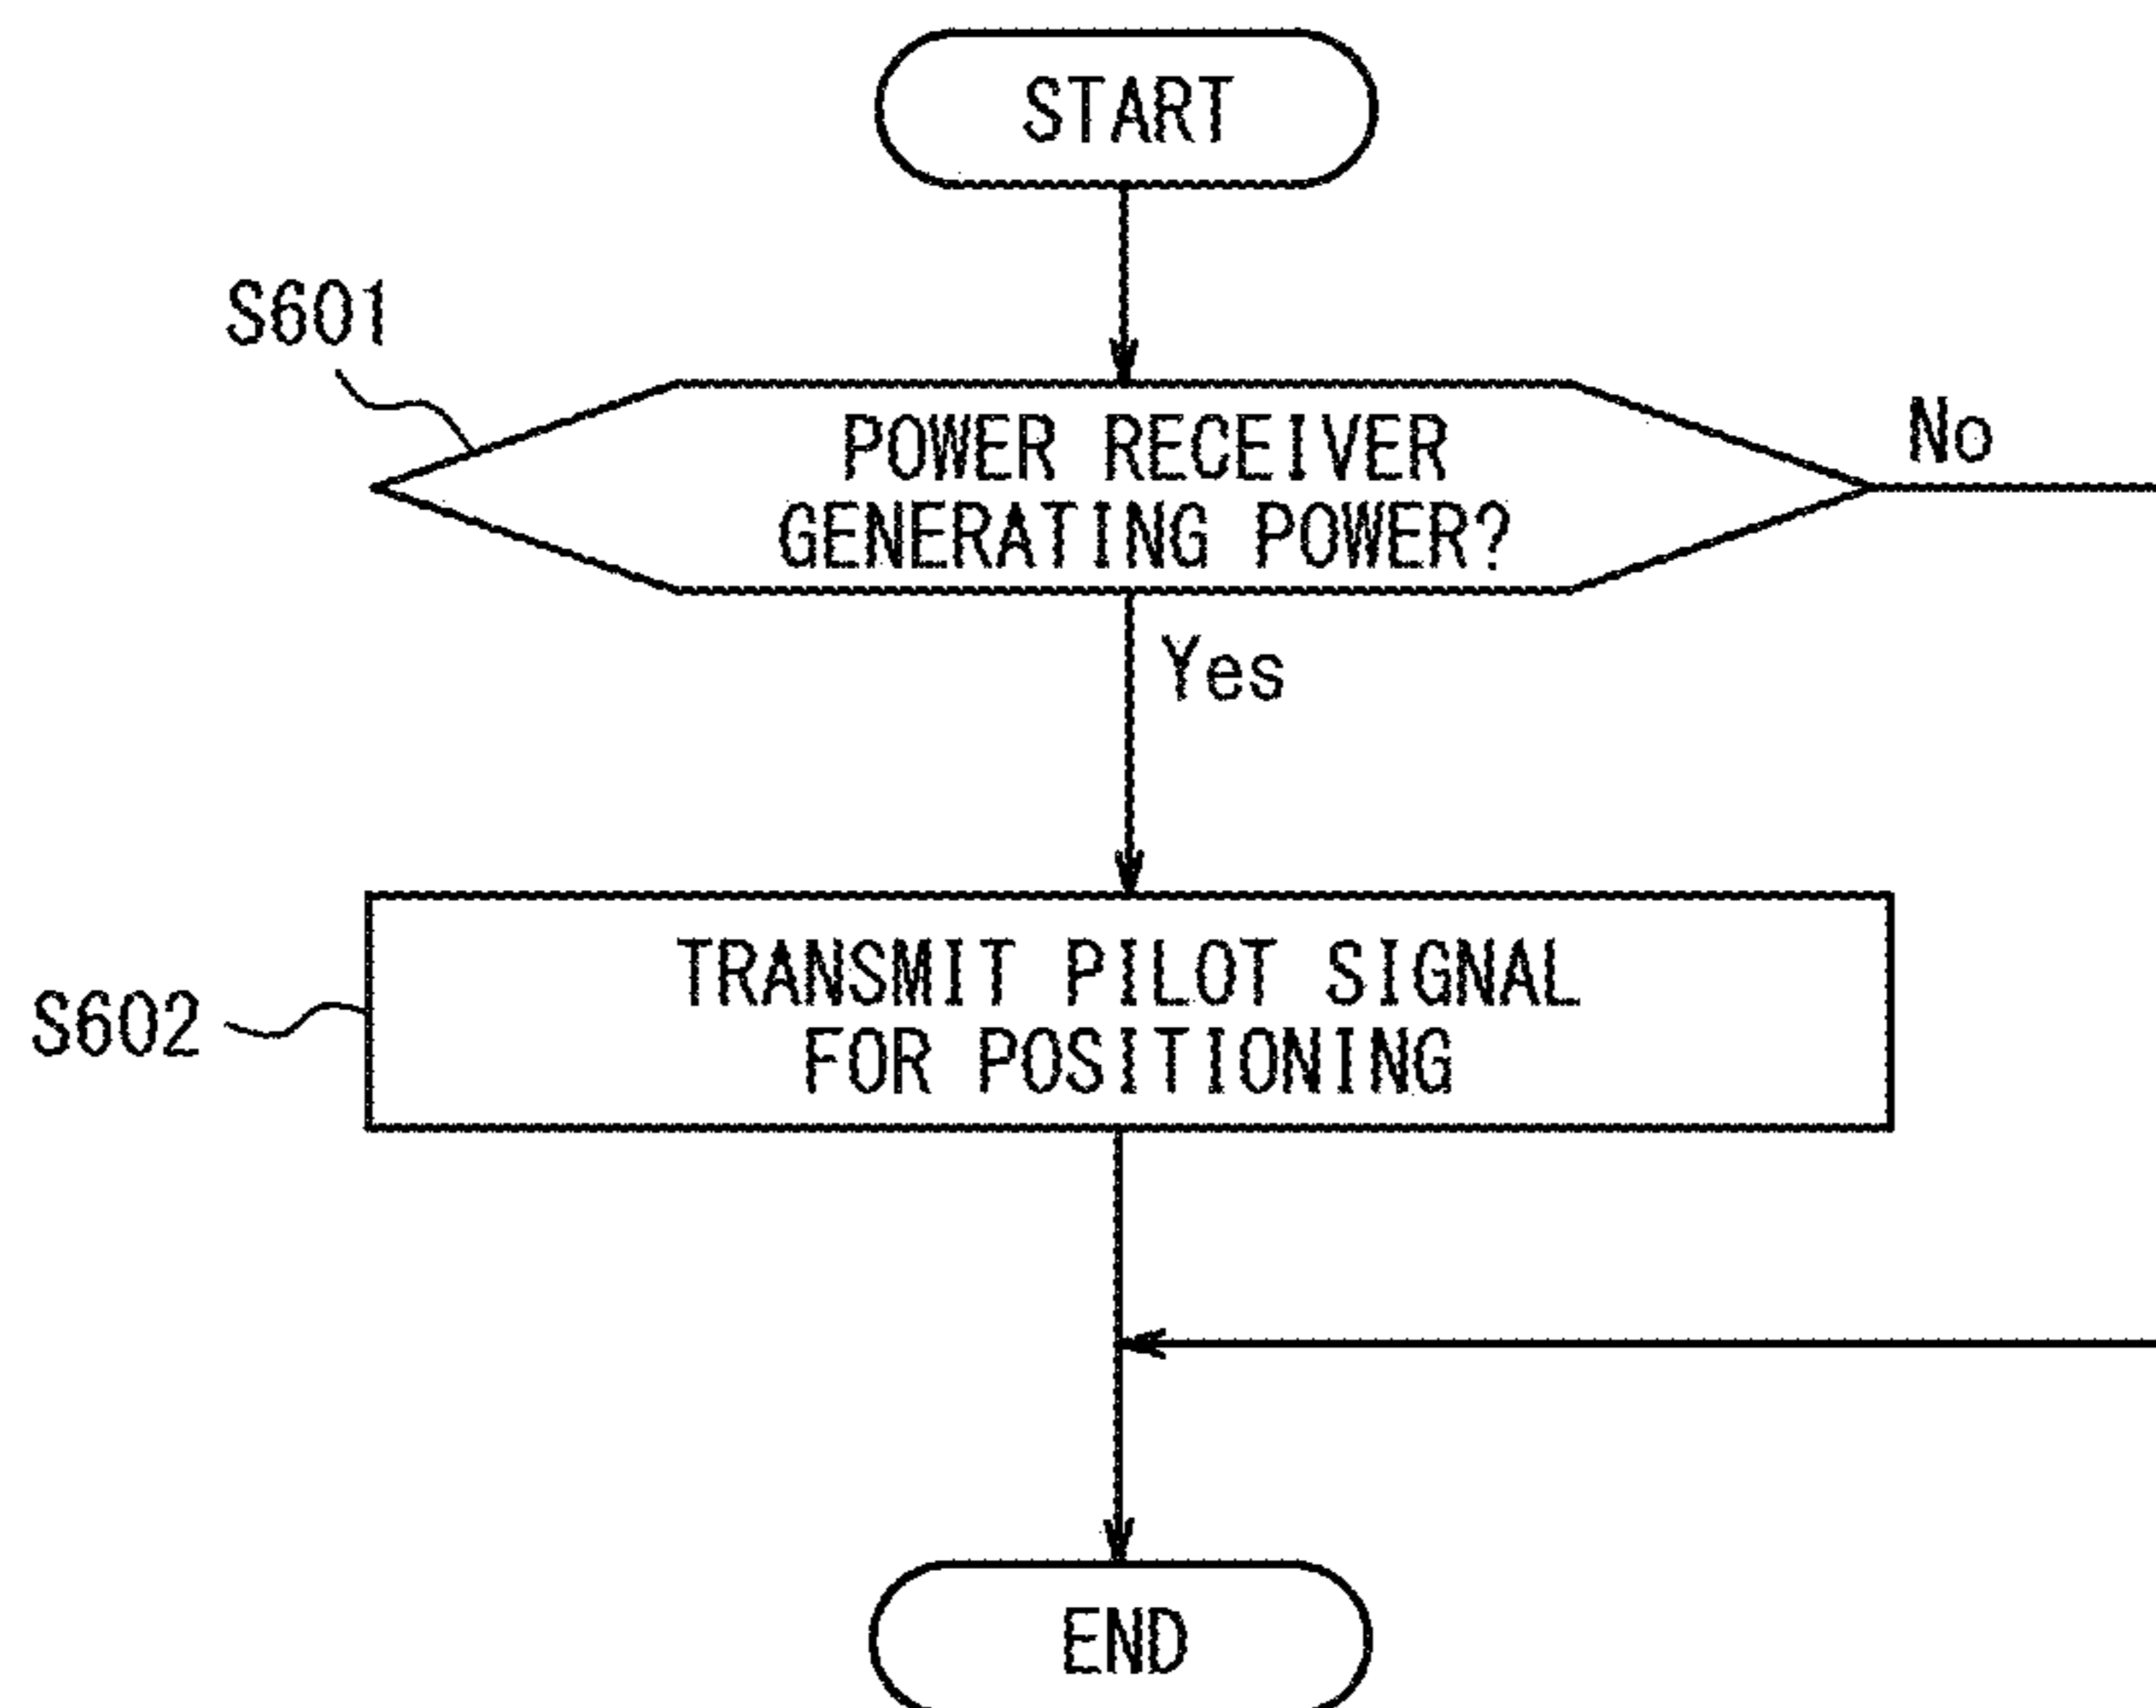 START
S601
POWER RECEIVER
GENERATING POWER?
No
Yes
TRANSMIT PILOT SIGNAL
FOR POSITIONING
S602
END